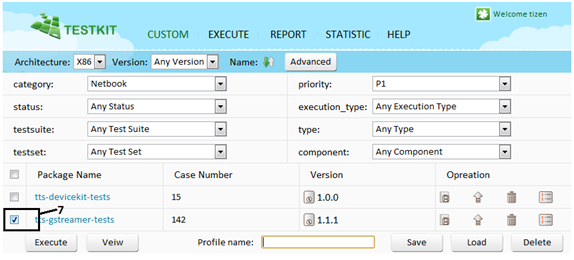 TESTKIT
Welcome tizen
CUSTOM EXECUTE REPORT STATISTIC HELP
Architecture: X86 Version: Any Version Name: Advanced
category: Netbook priority: P1
status: Any Status execution_type: Any Execution Type
testsuite: Any Test Suite type: Any Type
testset: Any Test Set component: Any Component
Package Name Case Number Version Opreation
tts-devicekit-tests 15 1.0.0
7
tts-gstreamer-tests 142 1.1.1
Execute Veiw Profile name: Save Load Delete